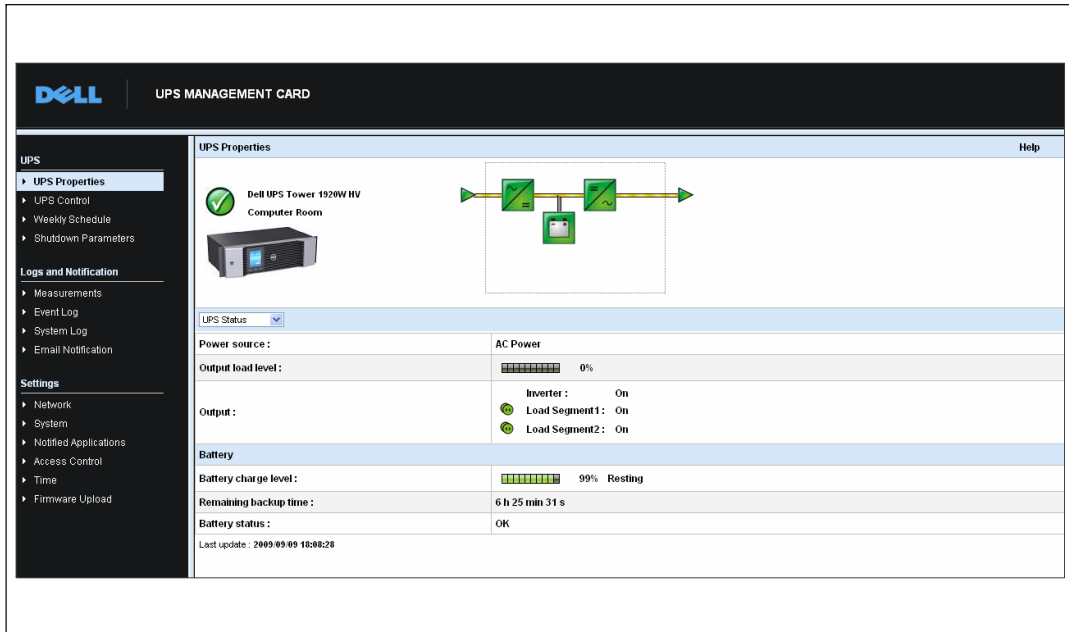 DELL UPS MANAGEMENT CARD
UPS
UPS Properties
UPS Control
Weekly Schedule
Shutdown Parameters
Logs and Notification
Measurements
Event Log
System Log
Email Notification
Settings
Network
System
Notified Applications
Access Control
Time
Firmware Upload
UPS Properties Help
Dell UPS Tower 1920W HV
Computer Room
UPS Status
Power source : AC Power
Output load level : 0%
Output :
Inverter : On
Load Segment1 : On
Load Segment2 : On
Battery
Battery charge level : 99% Resting
Remaining backup time : 6 h 25 min 31 s
Battery status : OK
Last update : 2009/09/09 18:08:28